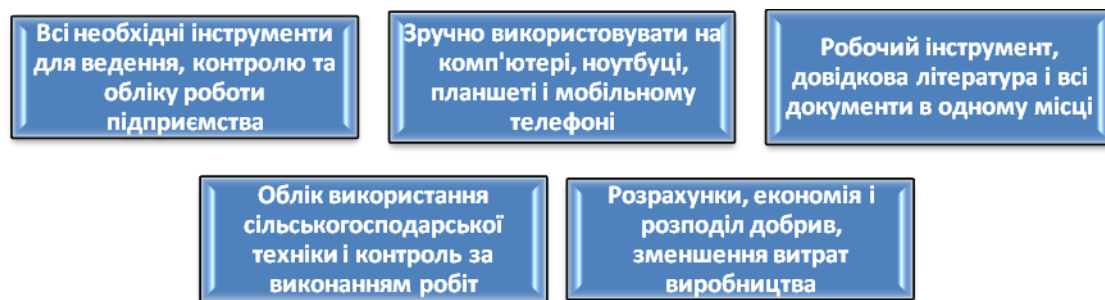 Всі необхідні інструменти
для ведення, контролю та
обліку роботи
підприємства
Зручно використовувати на
комп'ютері, ноутбуці,
планшеті і мобільному
телефоні
Робочий інструмент,
довідкова література і всі
документи в одному місці
Облік використання
сільськогосподарської
техніки і контроль за
виконанням робіт
Розрахунки, економія і
розподіл добрив,
зменшення витрат
виробництва